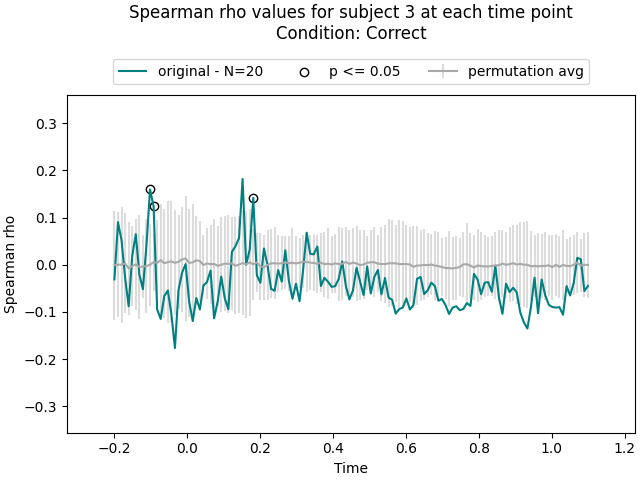 Spearman rho values for subject 3 at each time point
Condition: Correct
original - N=20
p <= 0.05
permutation avg
0.3
0.2
0.1
0.0
−0.1
−0.2
−0.3
Spearman rho
−0.2
0.0
0.2
0.4
0.6
0.8
1.0
1.2
Time